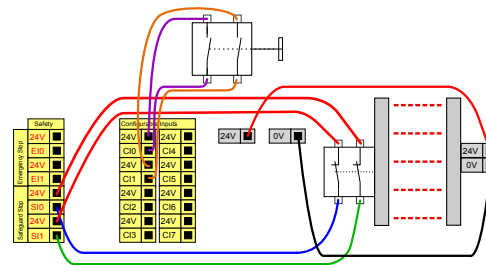 Safety
Emergency Stop
24V
EI0
24V
EI1
Safeguard Stop
24V
SI0
24V
SI1
Configurable Inputs
24V 24V
CI0 CI4
24V 24V
CI1 CI5
24V 24V
CI2 CI6
24V 24V
CI3 CI7
24V
0V
24V
0V